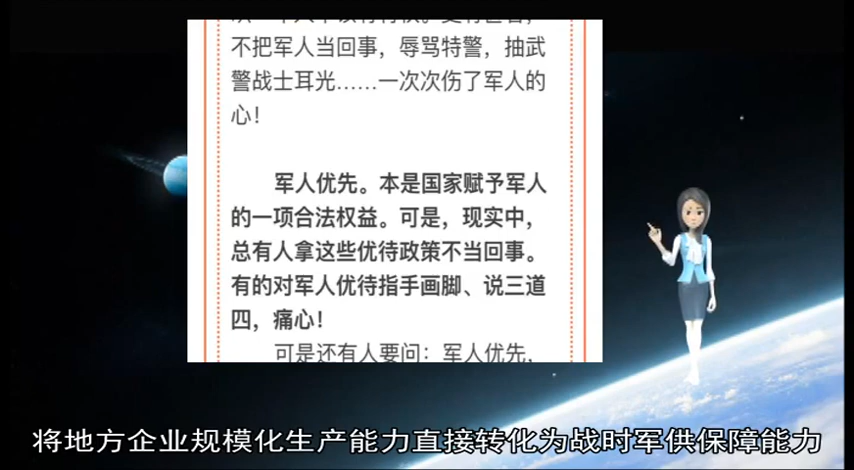 不把军人当回事，辱骂特警，抽武
警战士耳光……一次次伤了军人的
心！
军人优先。本是国家赋予军人
的一项合法权益。可是，现实中，
总有人拿这些优待政策不当回事。
有的对军人优待指手画脚、说三道
四，痛心！
可是还有人要问：军人优先，
将地方企业规模化生产能力直接转化为战时军供保障能力